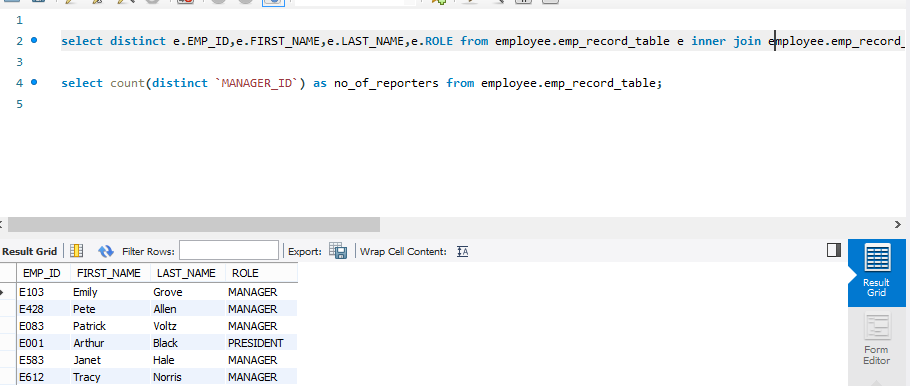 1
2 select distinct e.EMP_ID,e.FIRST_NAME,e.LAST_NAME,e.ROLE from employee.emp_record_table e inner join employee.emp_record_
3
4 select count(distinct `MANAGER_ID`) as no_of_reporters from employee.emp_record_table;
5
Result Grid Filter Rows: Export: Wrap Cell Content:
EMP_ID FIRST_NAME LAST_NAME ROLE
E103 Emily Grove MANAGER
E428 Pete Allen MANAGER
E083 Patrick Voltz MANAGER
E001 Arthur Black PRESIDENT
E583 Janet Hale MANAGER
E612 Tracy Norris MANAGER
Result
Grid
Form
Editor